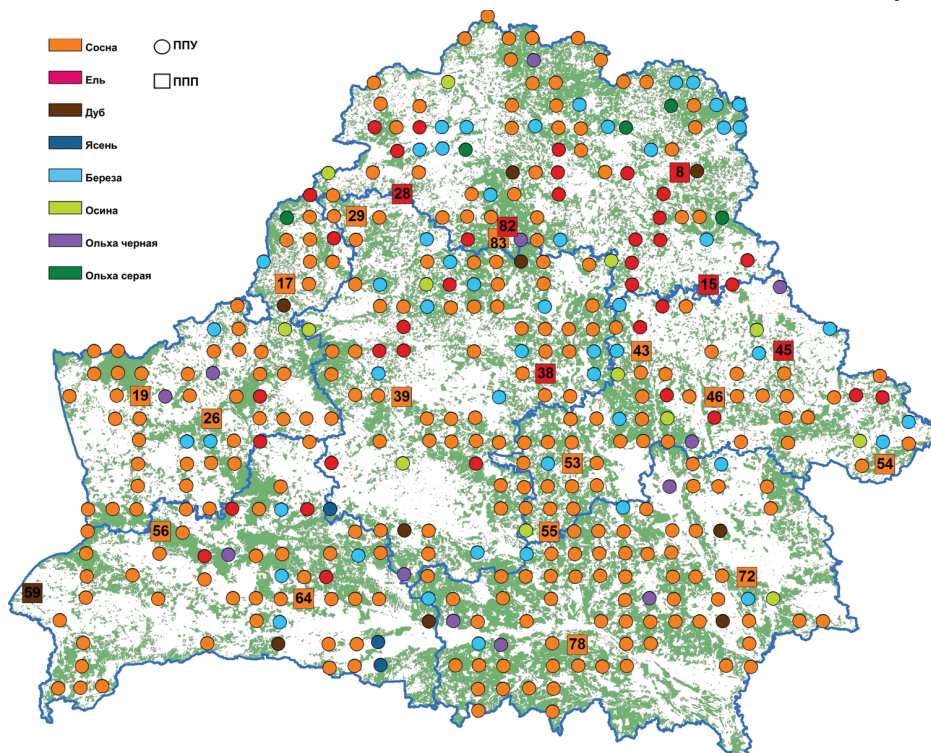 Сосна
ППУ
Ель
ППП
Дуб
Ясень
Береза
Осина
Ольха черная
Ольха серая
8
28
29
82
83
17
15
43
45
38
19
39
46
26
53
54
56
55
59
64
72
78